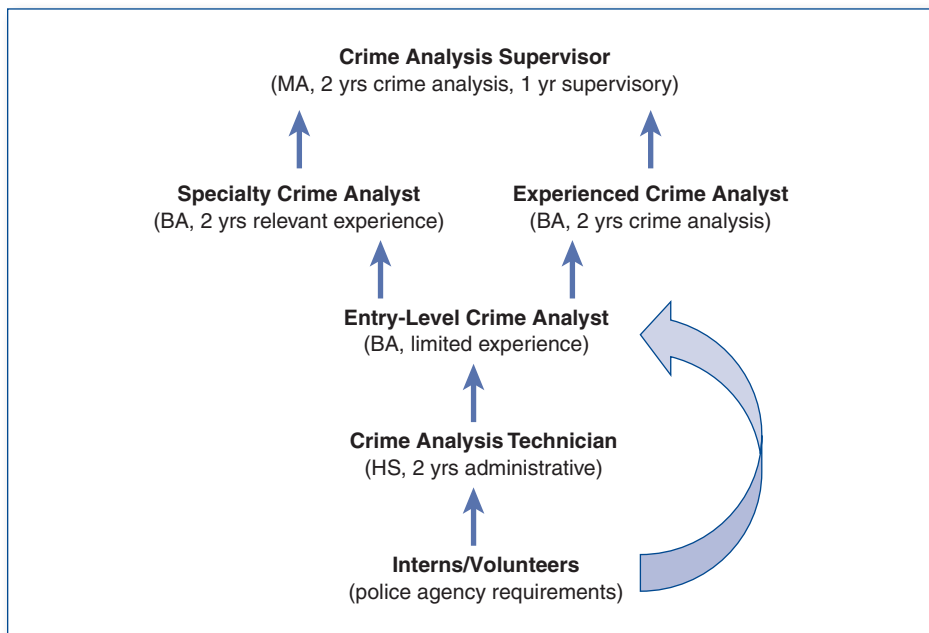 Crime Analysis Supervisor
(MA, 2 yrs crime analysis, 1 yr supervisory)
Specialty Crime Analyst
(BA, 2 yrs relevant experience)
Experienced Crime Analyst
(BA, 2 yrs crime analysis)
Entry-Level Crime Analyst
(BA, limited experience)
Crime Analysis Technician
(HS, 2 yrs administrative)
Interns/Volunteers
(police agency requirements)